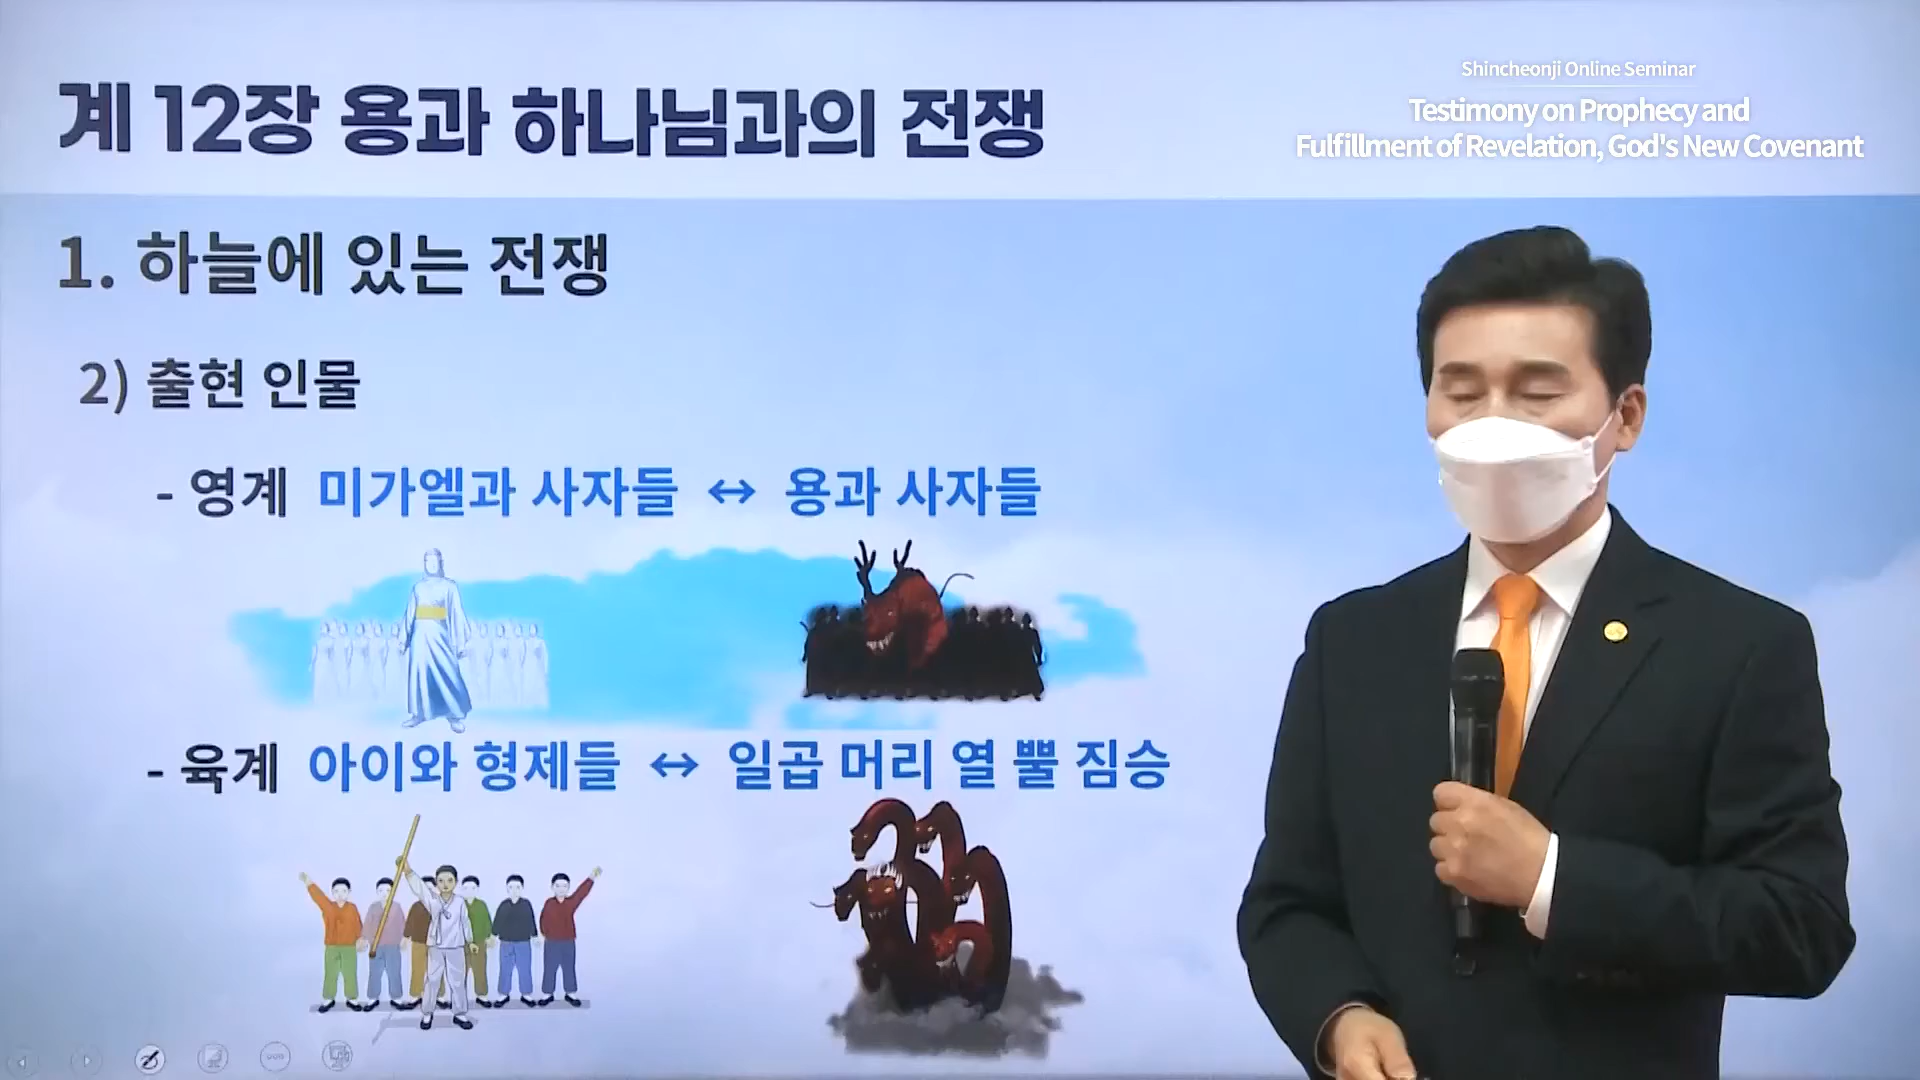 계 12장 용과 하나님과의 전쟁
Shincheonji Online Seminar
Testimony on Prophecy and
Fulfillment of Revelation, God's New Covenant
1. 하늘에 있는 전쟁
2) 출현 인물
- 영계 미가엘과 사자들 ↔ 용과 사자들
- 육계 아이와 형제들 ↔ 일곱 머리 열 뿔 짐승